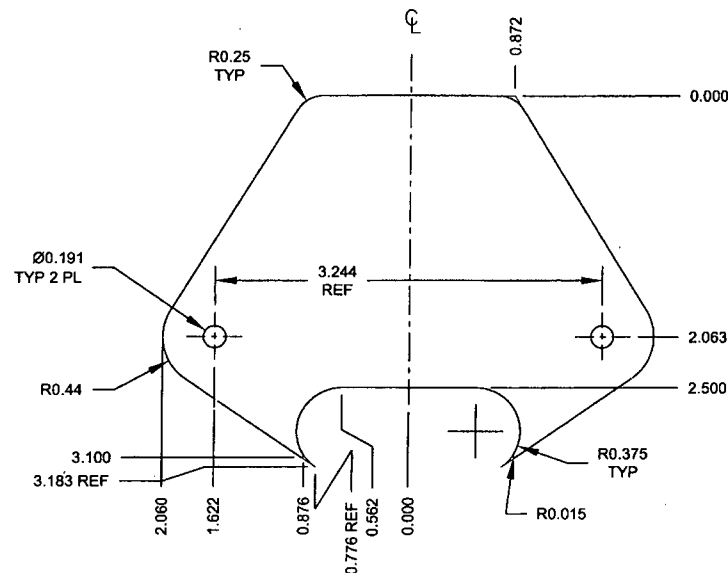 ℄
0.872
R0.25
TYP
0.000
Ø0.191
TYP 2 PL
3.244
REF
2.063
R0.44
2.500
3.100
3.183 REF
R0.375
TYP
R0.015
2.060
1.622
0.876
0.776 REF
0.562
0.000